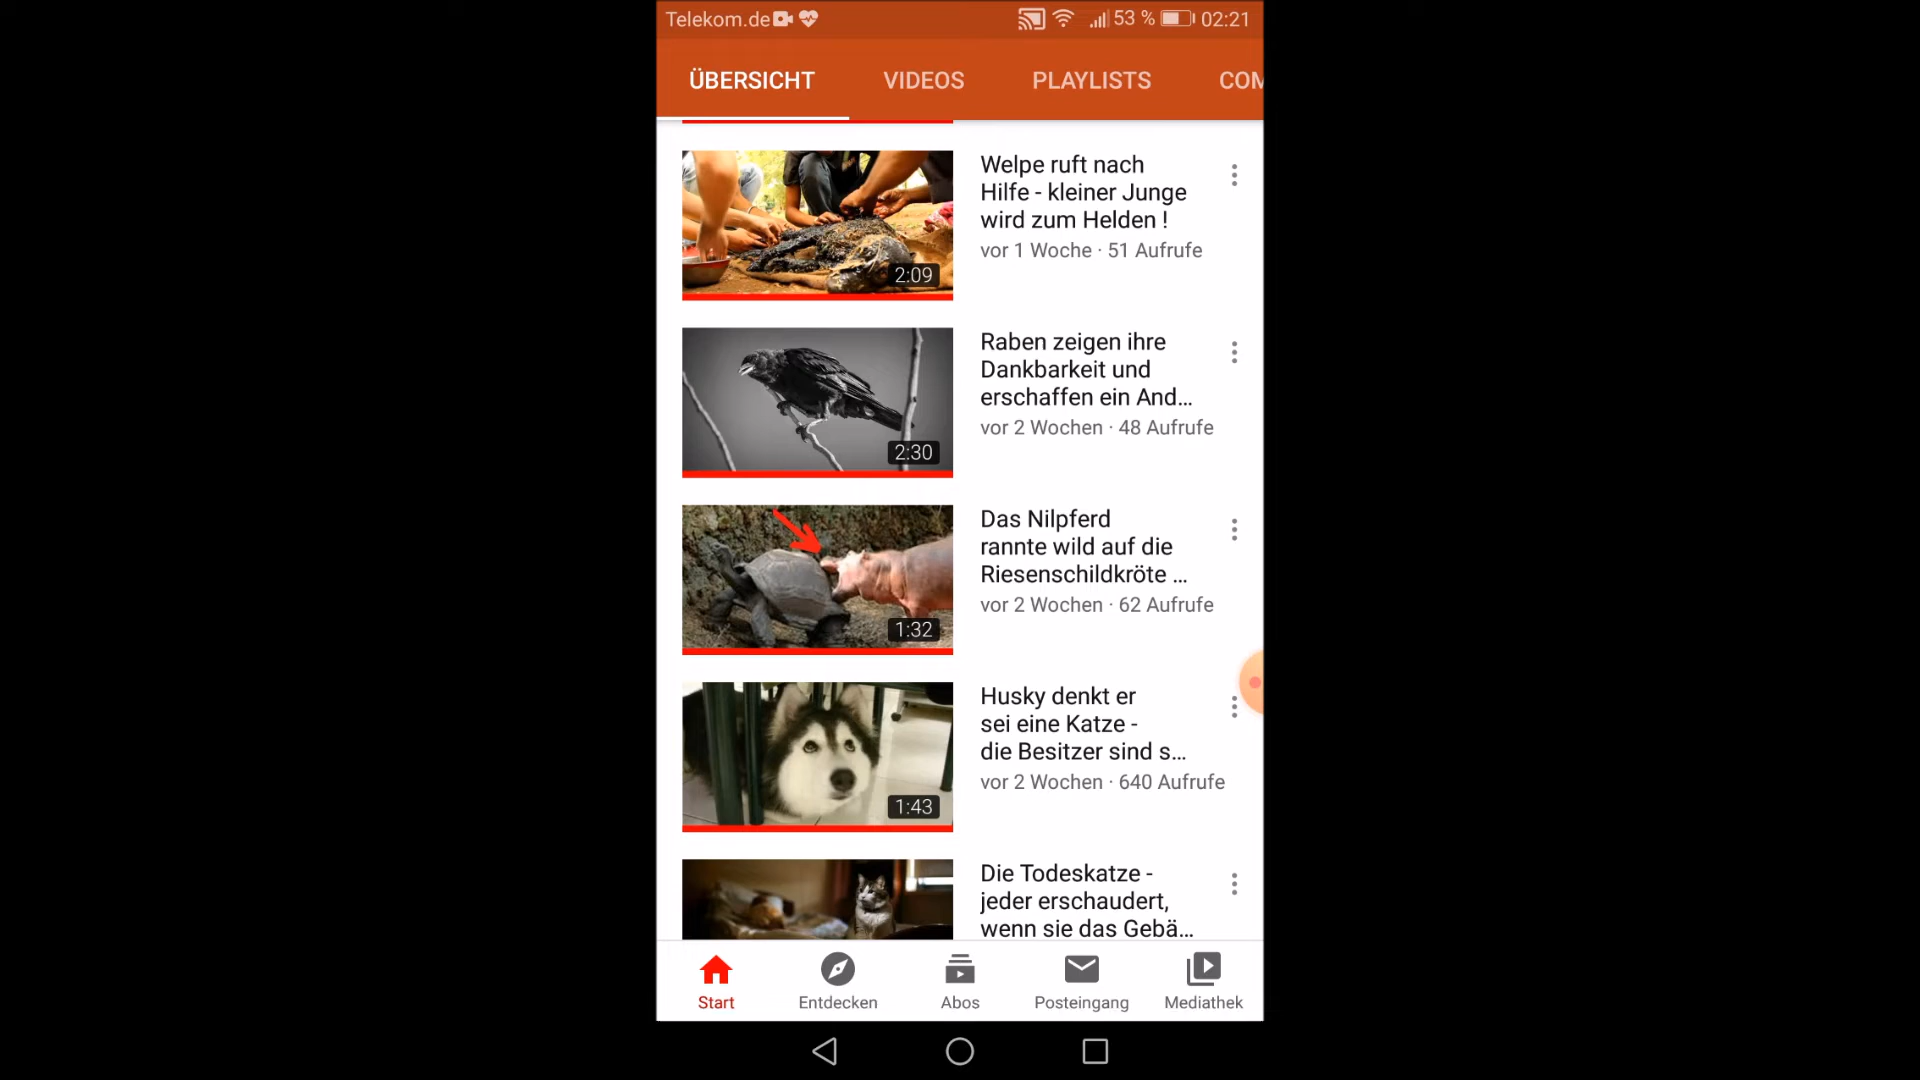 Telekom.de 53 % 02:21
ÜBERSICHT VIDEOS PLAYLISTS COM
Welpe ruft nach
Hilfe - kleiner Junge
wird zum Helden !
vor 1 Woche · 51 Aufrufe
2:09
Raben zeigen ihre
Dankbarkeit und
erschaffen ein And...
vor 2 Wochen · 48 Aufrufe
2:30
Das Nilpferd
rannte wild auf die
Riesenschildkröte ...
vor 2 Wochen · 62 Aufrufe
1:32
Husky denkt er
sei eine Katze -
die Besitzer sind s...
vor 2 Wochen · 640 Aufrufe
1:43
Die Todeskatze -
jeder erschaudert,
wenn sie das Gebä...
Start Entdecken Abos Posteingang Mediathek